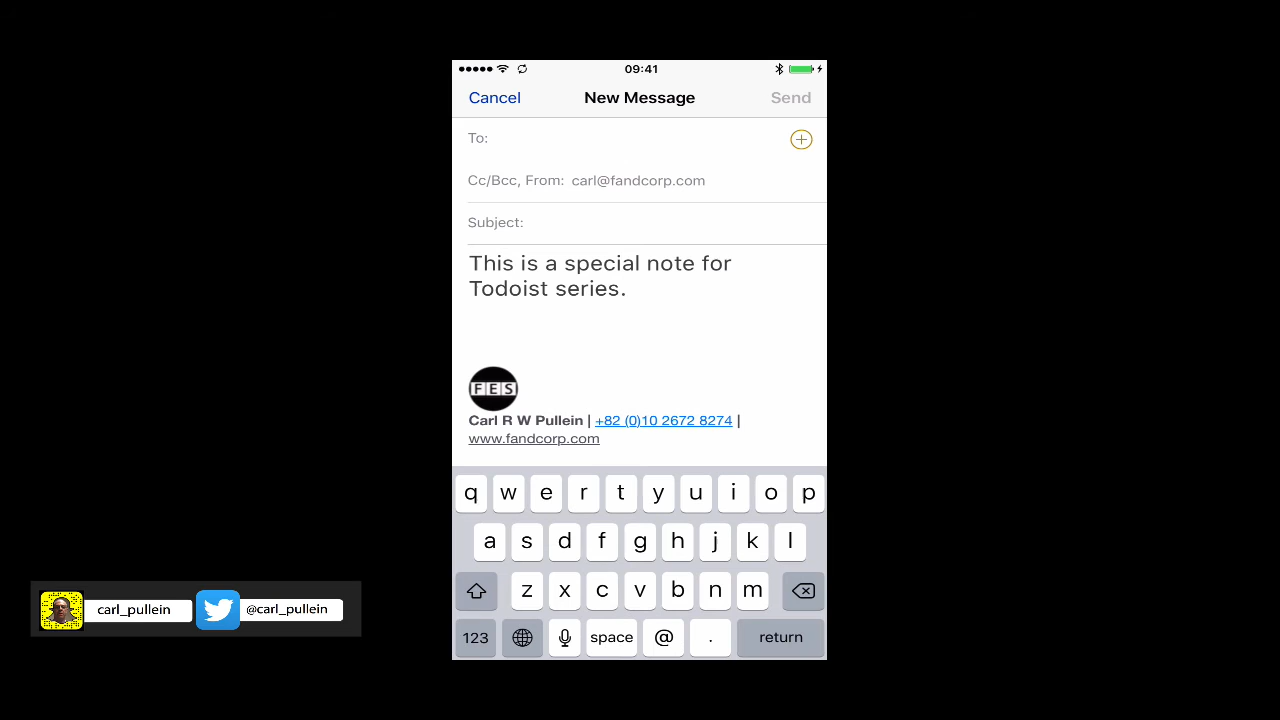 09:41
Cancel New Message Send
To:
Cc/Bcc, From: carl@fandcorp.com
Subject:
This is a special note for
Todoist series.
FES
Carl R W Pullein | +82 (0)10 2672 8274 |
www.fandcorp.com
q w e r t y u i o p
a s d f g h j k l
z x c v b n m
123 space @ . return
carl_pullein @carl_pullein